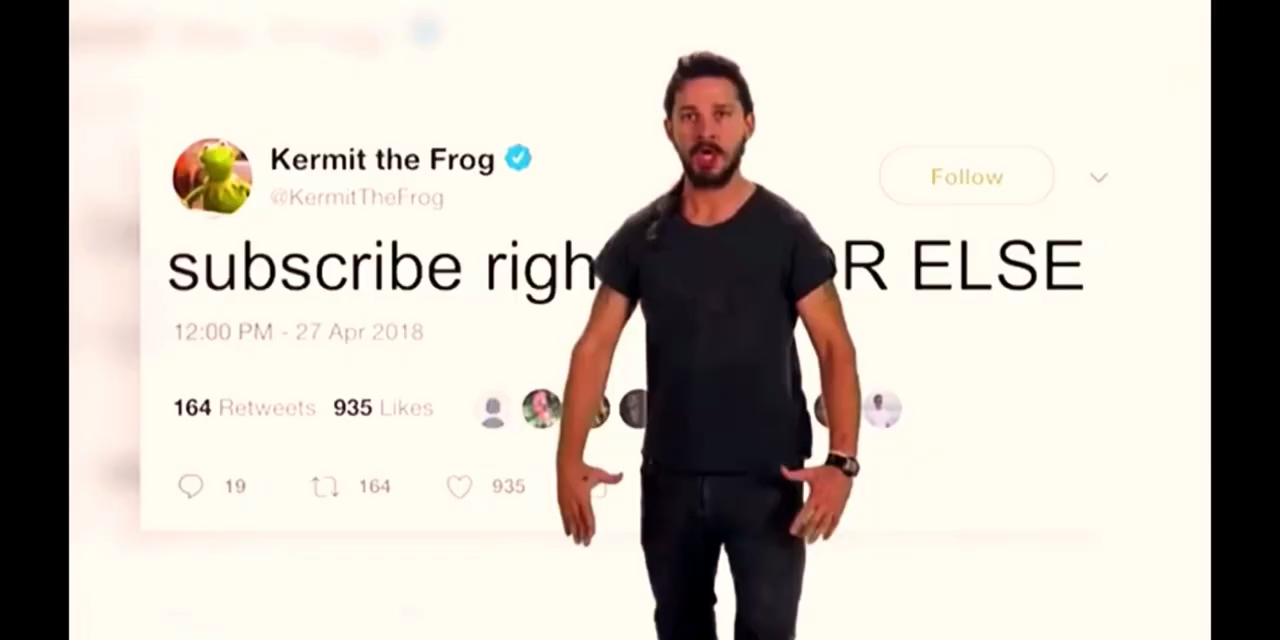 Kermit the Frog
@KermitTheFrog
Follow
subscribe righ R ELSE
12:00 PM - 27 Apr 2018
164 Retweets 935 Likes
19 164 935